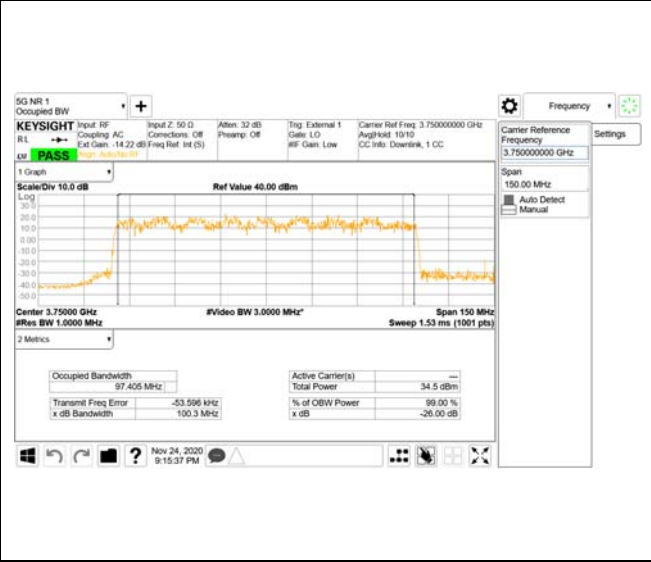 5G NR 1
Occupied BW
Frequency
KEYSIGHT
R L
PASS
Input: RF
Coupling: AC
Ext Gain: -14.22 dB
Align: Auto/No RF
Input Z: 50 Ω
Corrections: Off
Freq Ref: Int (S)
Atten: 32 dB
Preamp: Off
Trig: External 1
Gate: LO
#IF Gain: Low
Carrier Ref Freq: 3.750000000 GHz
Avg|Hold: 10/10
CC Info: Downlink, 1 CC
Carrier Reference
Frequency
3.750000000 GHz
Settings
Span
150.00 MHz
Auto Detect
Manual
1 Graph
Scale/Div 10.0 dB
Ref Value 40.00 dBm
Log
30.0
20.0
10.0
0.00
-10.0
-20.0
-30.0
-40.0
-50.0
Center 3.75000 GHz
#Video BW 3.0000 MHz*
Span 150 MHz
#Res BW 1.0000 MHz
Sweep 1.53 ms (1001 pts)
2 Metrics
Occupied Bandwidth
97.405 MHz
Transmit Freq Error
-53.596 kHz
x dB Bandwidth
100.3 MHz
Active Carrier(s)
—
Total Power
34.5 dBm
% of OBW Power
99.00 %
x dB
-26.00 dB
?
Nov 24, 2020
9:15:37 PM